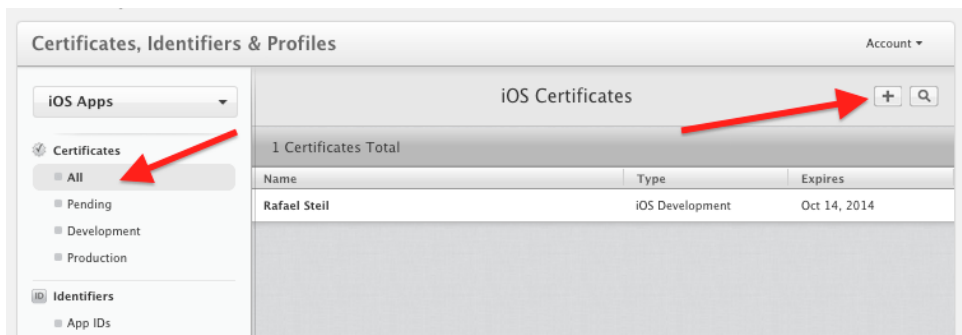 Certificates, Identifiers & Profiles
Account
iOS Apps
iOS Certificates
Certificates
1 Certificates Total
All
Name Type Expires
Pending
Rafael Steil iOS Development Oct 14, 2014
Development
Production
ID Identifiers
App IDs